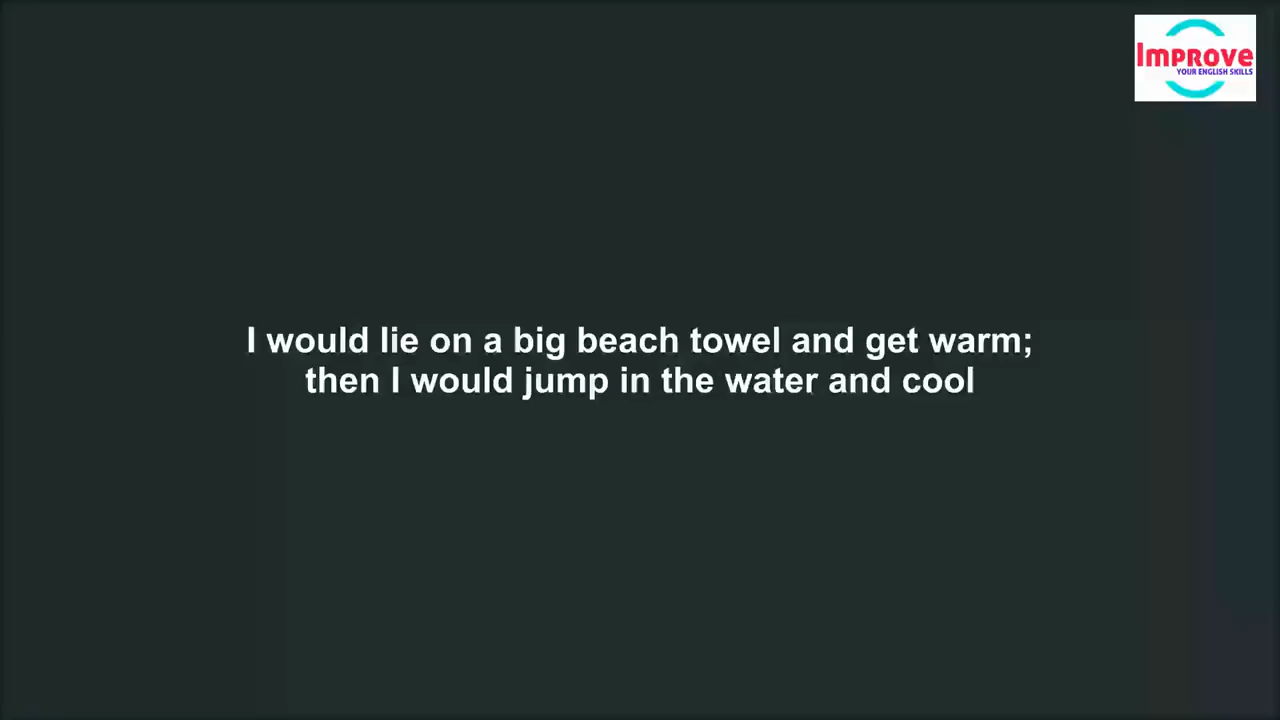 Improve
YOUR ENGLISH SKILLS
I would lie on a big beach towel and get warm;
then I would jump in the water and cool